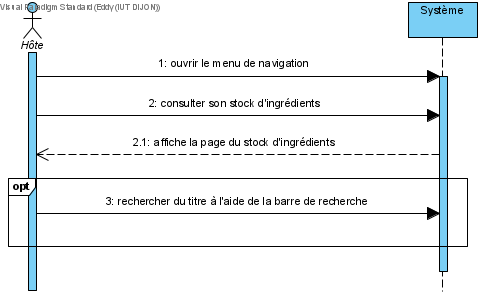 Visual Paradigm Standard (Eddy (IUT DIJON))
Système
Hôte
1: ouvrir le menu de navigation
2: consulter son stock d'ingrédients
2.1: affiche la page du stock d'ingrédients
opt
3: rechercher du titre à l'aide de la barre de recherche